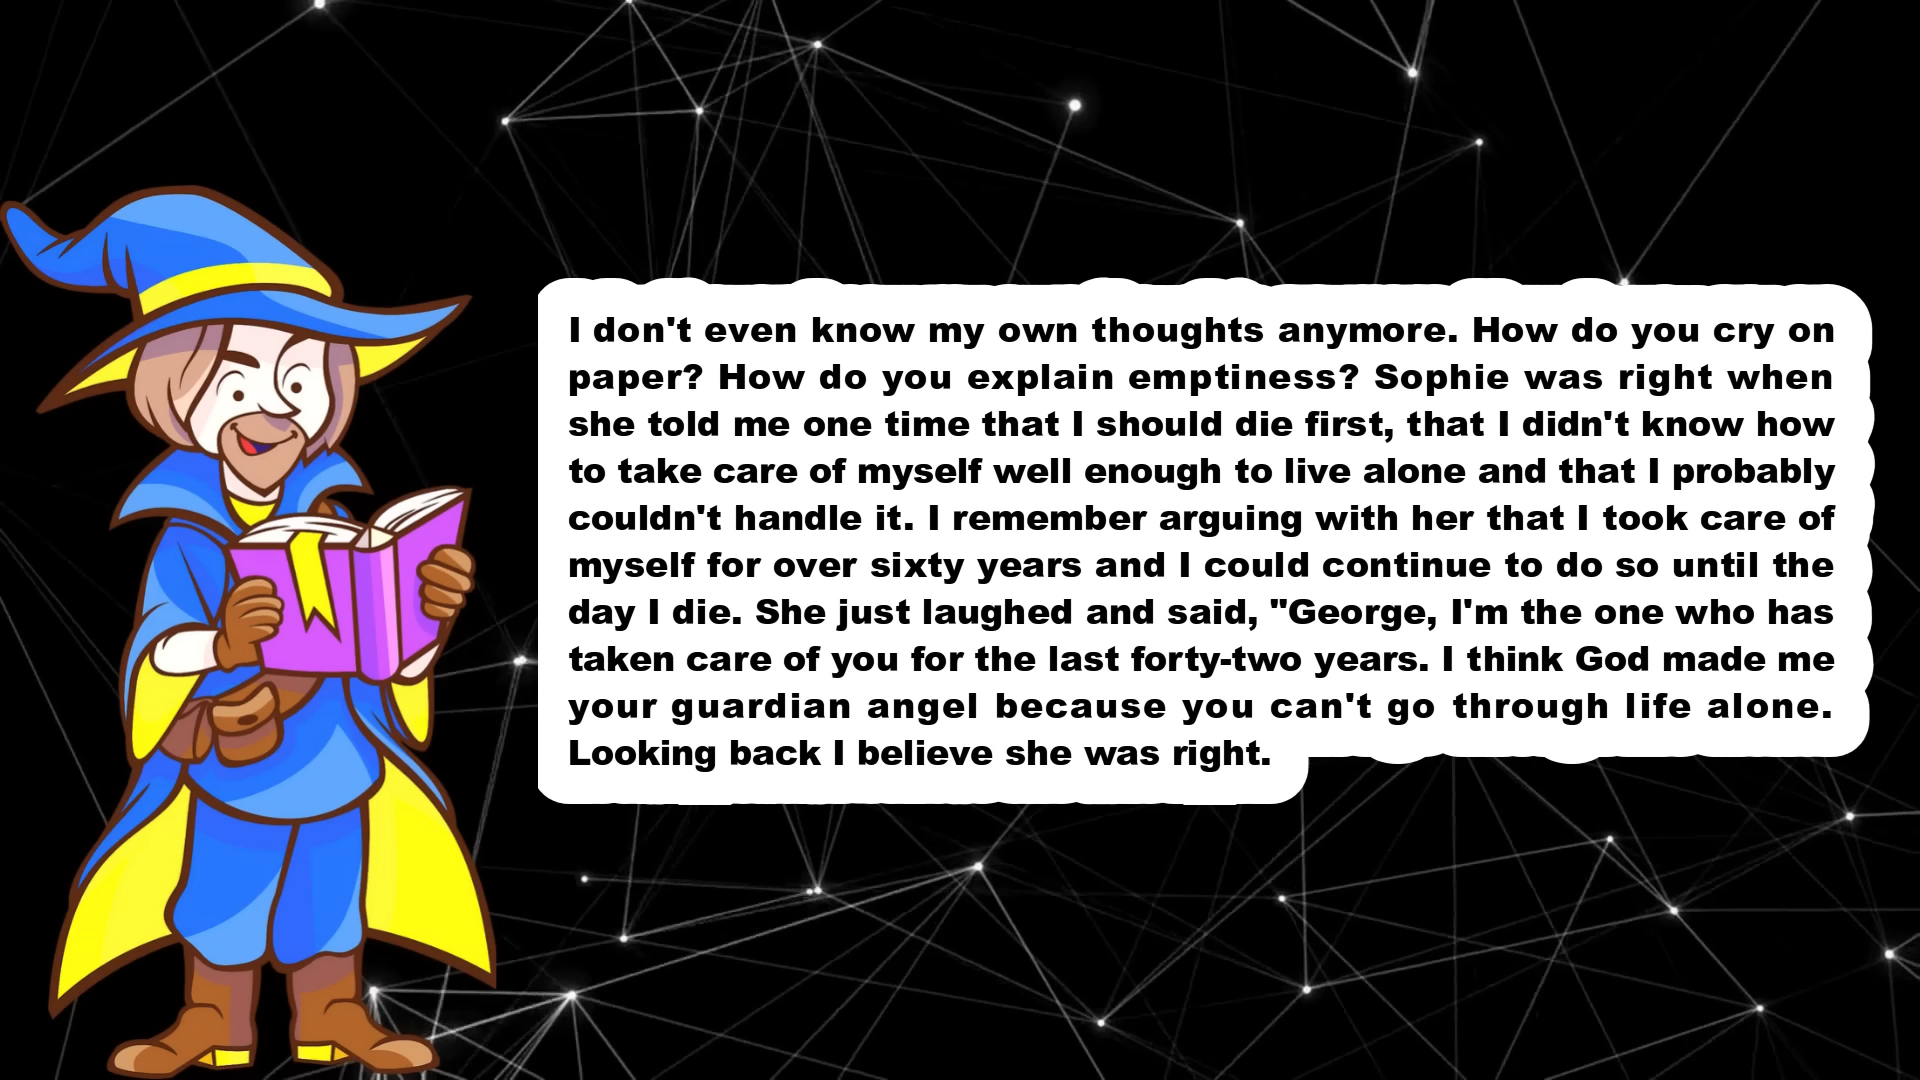 I don't even know my own thoughts anymore. How do you cry on
paper? How do you explain emptiness? Sophie was right when
she told me one time that I should die first, that I didn't know how
to take care of myself well enough to live alone and that I probably
couldn't handle it. I remember arguing with her that I took care of
myself for over sixty years and I could continue to do so until the
day I die. She just laughed and said, "George, I'm the one who has
taken care of you for the last forty-two years. I think God made me
your guardian angel because you can't go through life alone.
Looking back I believe she was right.